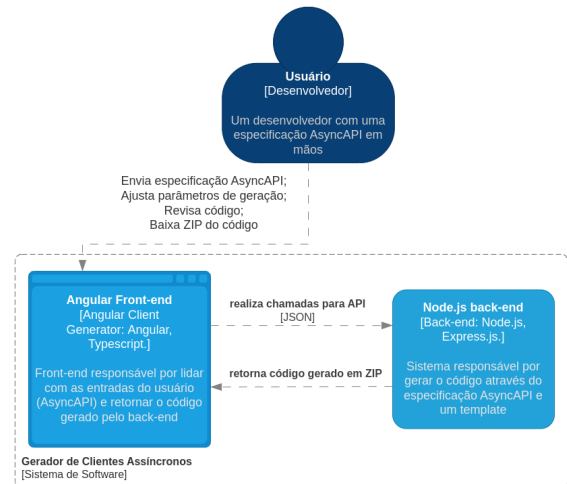 Usuário
[Desenvolvedor]
Um desenvolvedor com uma
especificação AsyncAPI em
mãos
Envia especificação AsyncAPI;
Ajusta parâmetros de geração;
Revisa código;
Baixa ZIP do código
Angular Front-end
[Angular Client
Generator: Angular,
Typescript.]
Front-end responsável por lidar
com as entradas do usuário
(AsyncAPI) e retornar o código
gerado pelo back-end
realiza chamadas para API
[JSON]
retorna código gerado em ZIP
Node.js back-end
[Back-end: Node.js,
Express.js.]
Sistema responsável por
gerar o código através do
especificação AsyncAPI e
um template
Gerador de Clientes Assíncronos
[Sistema de Software]